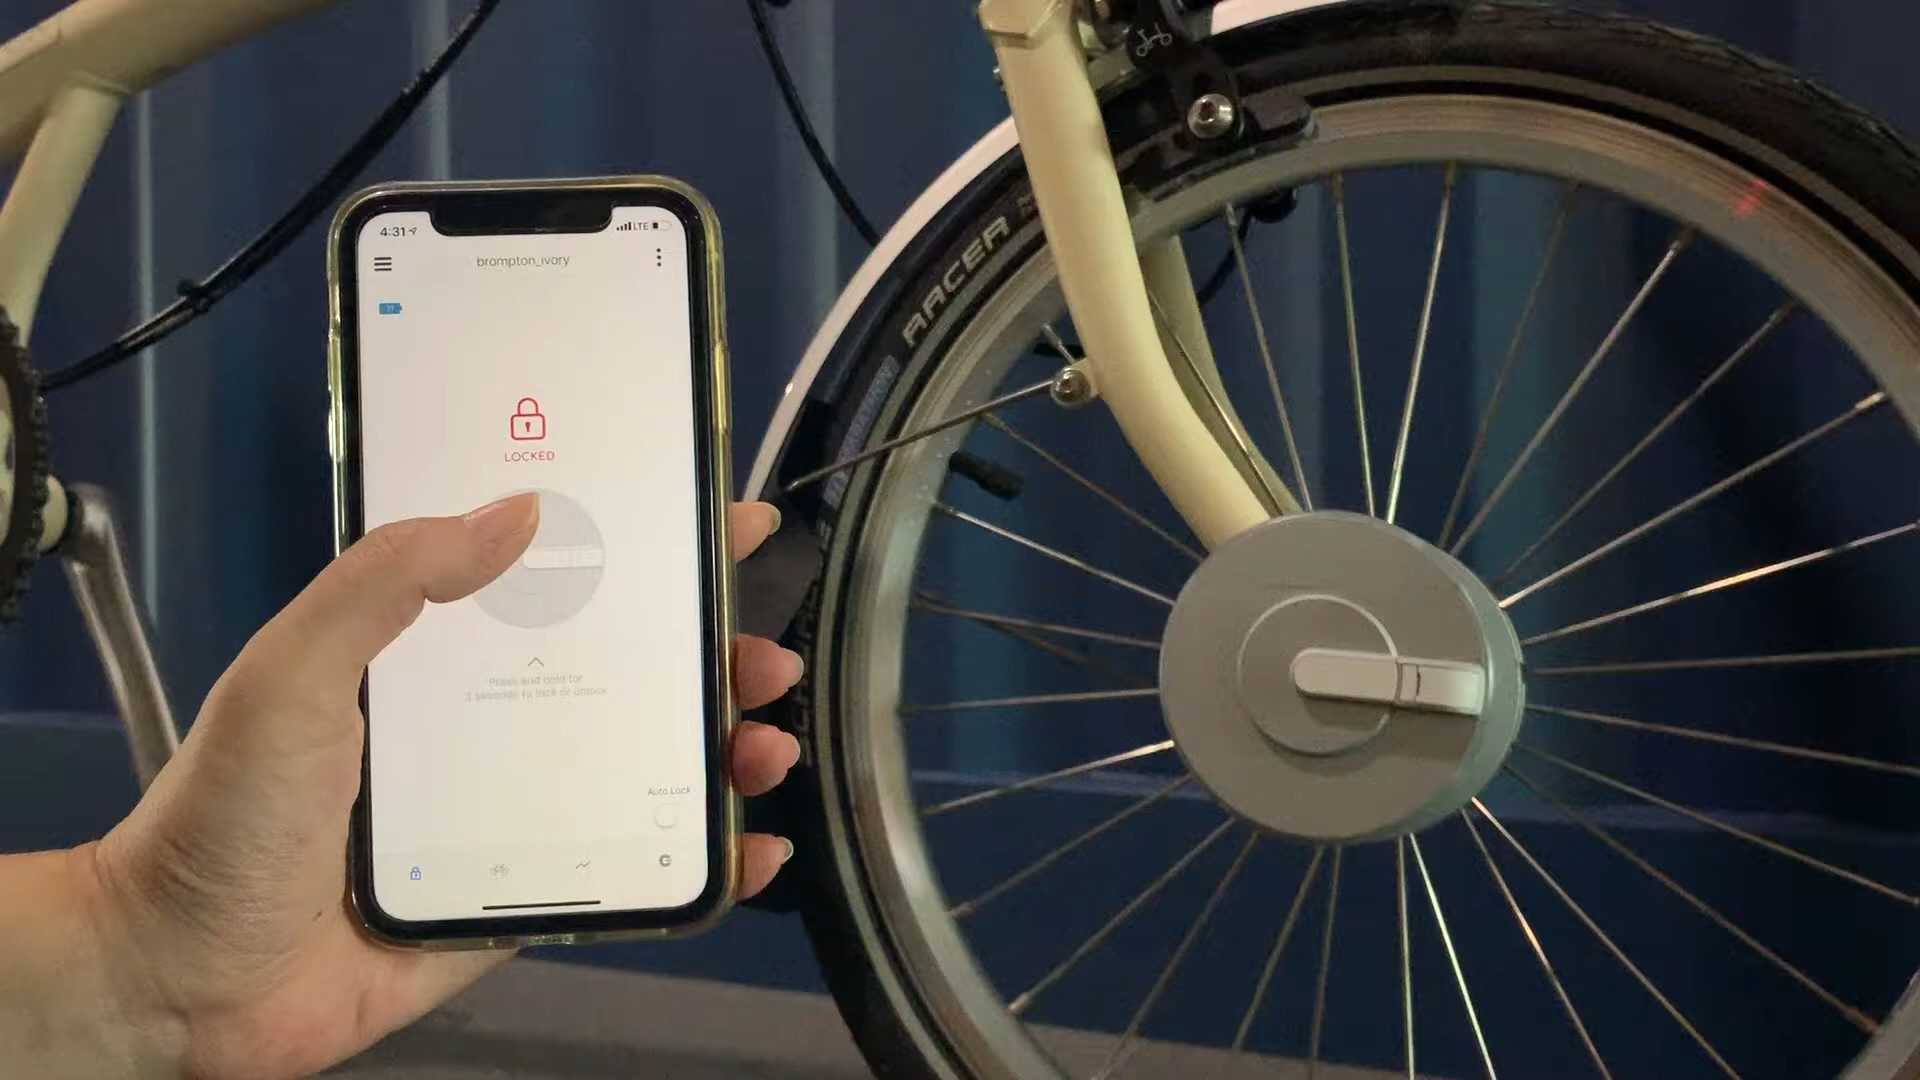 4:31
LTE
brompton_ivory
LOCKED
Press and hold for
3 seconds to lock or unlock
Auto Lock
G
RACER